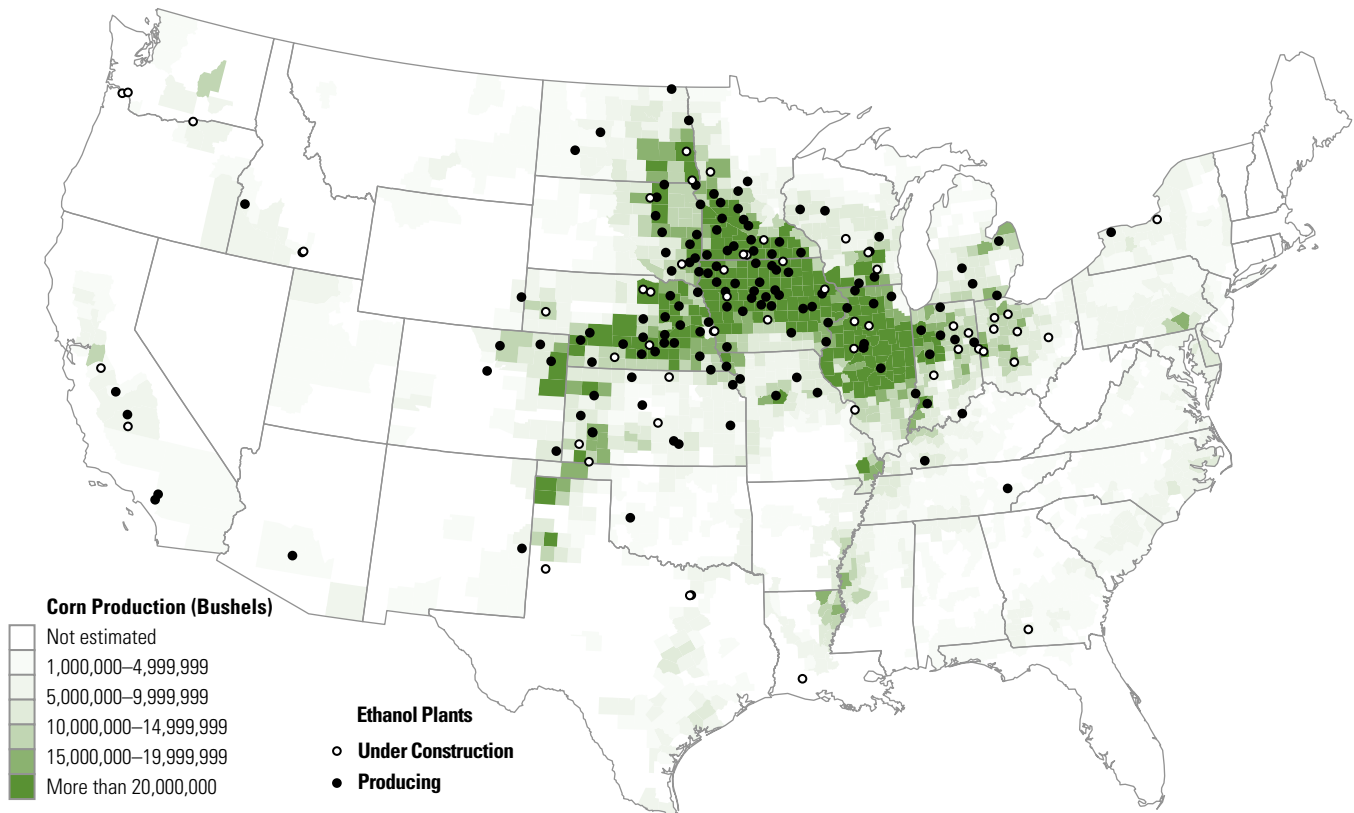 Corn Production (Bushels)
Not estimated
1,000,000–4,999,999
5,000,000–9,999,999
10,000,000–14,999,999
15,000,000–19,999,999
More than 20,000,000
Ethanol Plants
Under Construction
Producing